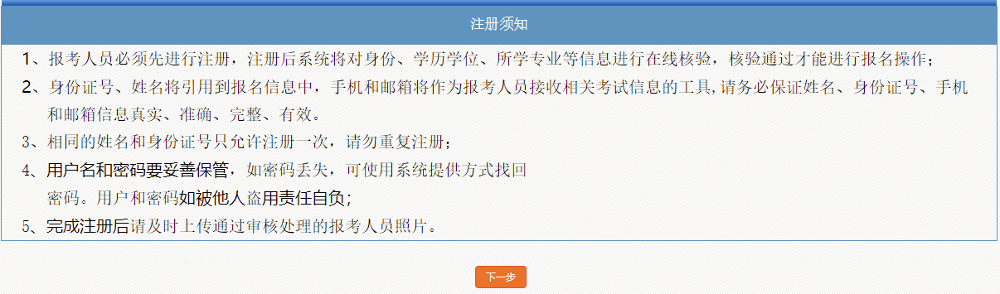 注册须知
1、报考人员必须先进行注册，注册后系统将对身份、学历学位、所学专业等信息进行在线核验，核验通过才能进行报名操作；
2、身份证号、姓名将引用到报名信息中，手机和邮箱将作为报考人员接收相关考试信息的工具,请务必保证姓名、身份证号、手机
和邮箱信息真实、准确、完整、有效。
3、相同的姓名和身份证号只允许注册一次，请勿重复注册；
4、用户名和密码要妥善保管，如密码丢失，可使用系统提供方式找回
密码。用户和密码如被他人盗用责任自负；
5、完成注册后请及时上传通过审核处理的报考人员照片。
下一步